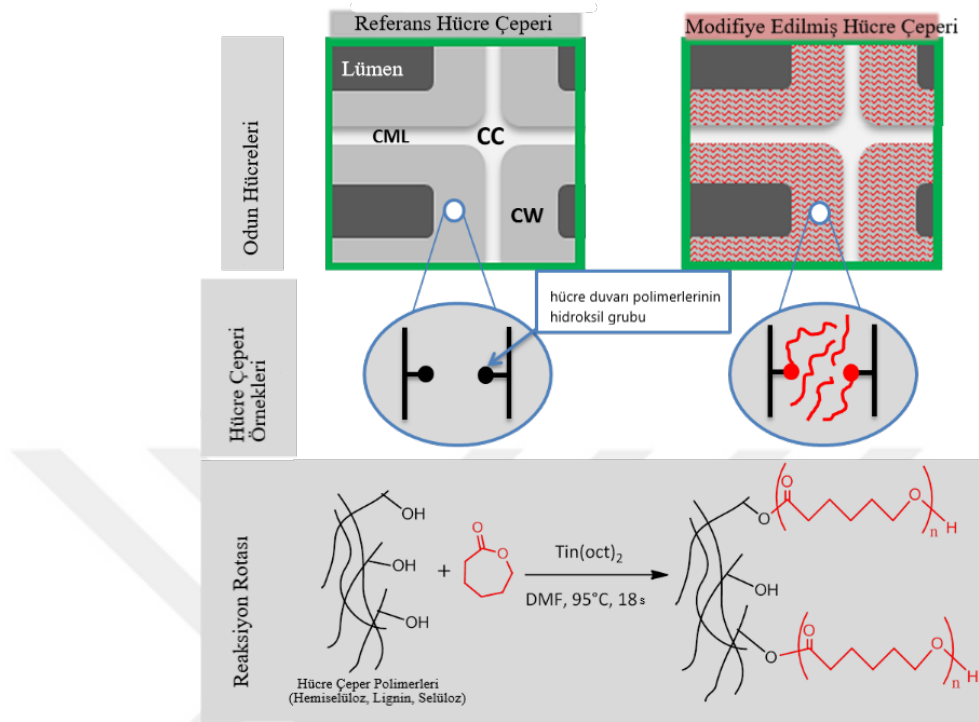 Referans Hücre Çeperi
Modifiye Edilmiş Hücre Çeperi
Odun Hücreleri
Lümen
CML
CC
CW
hücre duvarı polimerlerinin
hidroksil grubu
Hücre Çeperi
Örnekleri
Reaksiyon Rotası
OH
OH
OH
+
O
O
Tin(oct)₂
DMF, 95°C, 18s
O
O
O
n
H
OH
O
O
O
n
H
Hücre Çeper Polimerleri
(Hemiselüloz, Lignin, Selüloz)